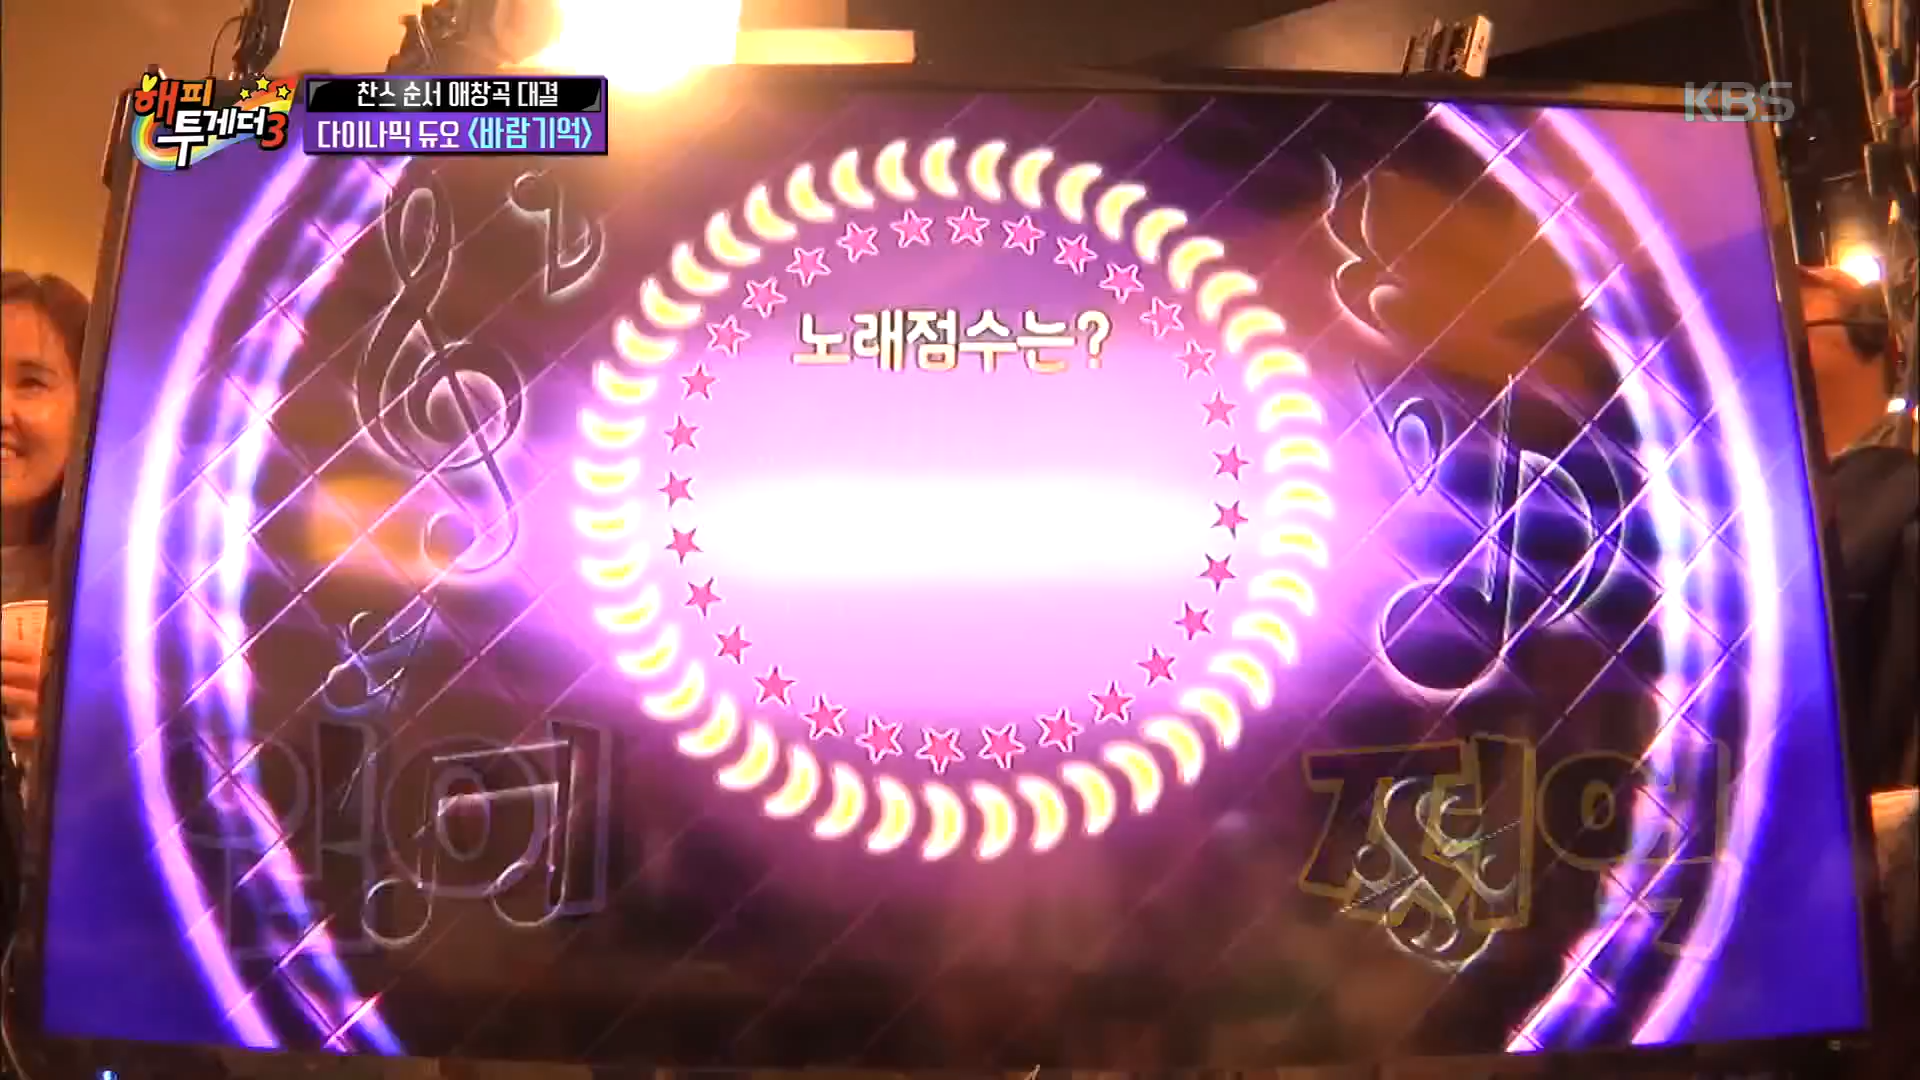 해피
투게더3
찬스 순서 애창곡 대결
다이나믹 듀오 <바람기억>
KBS
노래점수는?